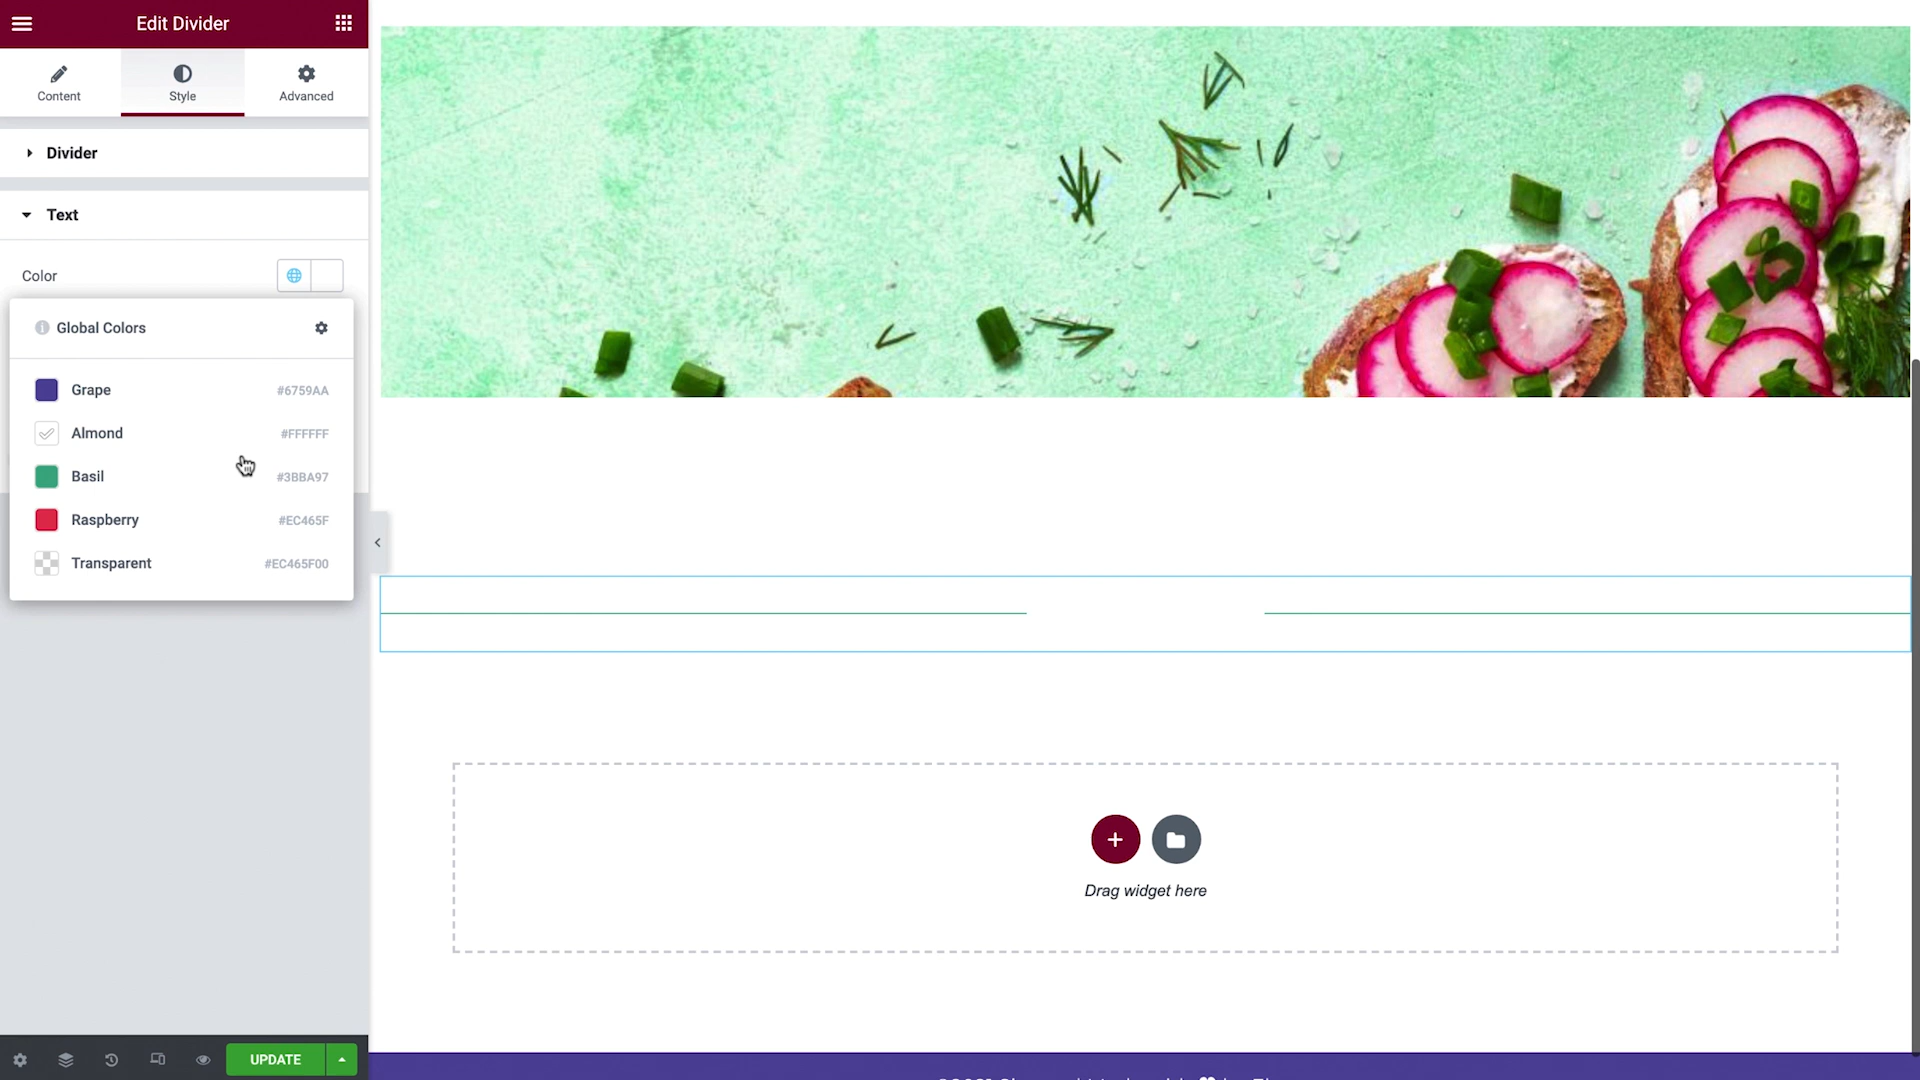 Edit Divider
Content
Style
Advanced
Divider
Text
Color
Global Colors
Grape #6759AA
Almond #FFFFFF
Basil #3BBA97
Raspberry #EC465F
Transparent #EC465F00
Drag widget here
UPDATE